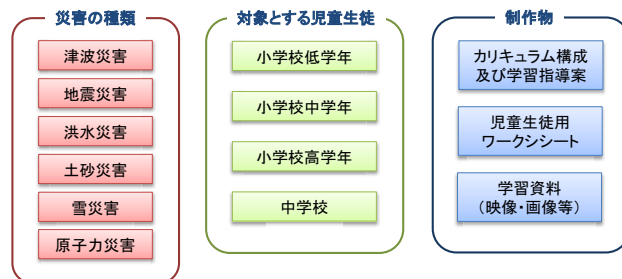 災害の種類
津波災害
地震災害
洪水災害
土砂災害
雪災害
原子力災害
対象とする児童生徒
小学校低学年
小学校中学年
小学校高学年
中学校
制作物
カリキュラム構成
及び学習指導案
児童生徒用
ワークシシート
学習資料
（映像・画像等）